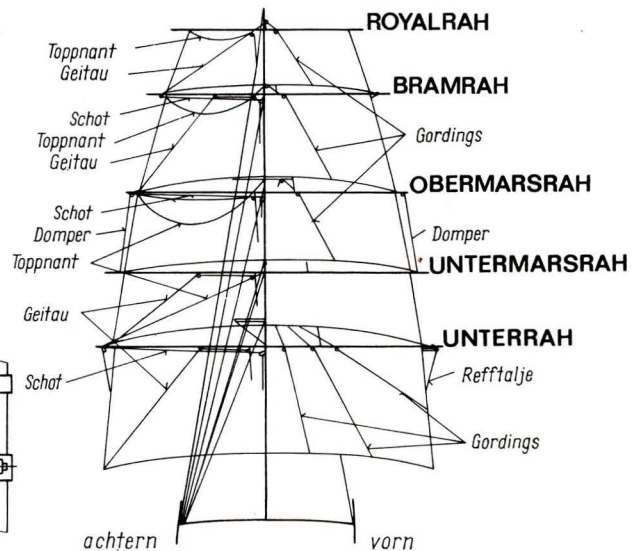 ROYALRAH
Toppnant
Geitau
BRAMRAH
Schot
Toppnant
Geitau
Gordings
OBERMARSRAH
Schot
Domper
Domper
Toppnant
UNTERMARSRAH
Geitau
UNTERRAH
Schot
Refftalje
Gordings
achtern
vorn